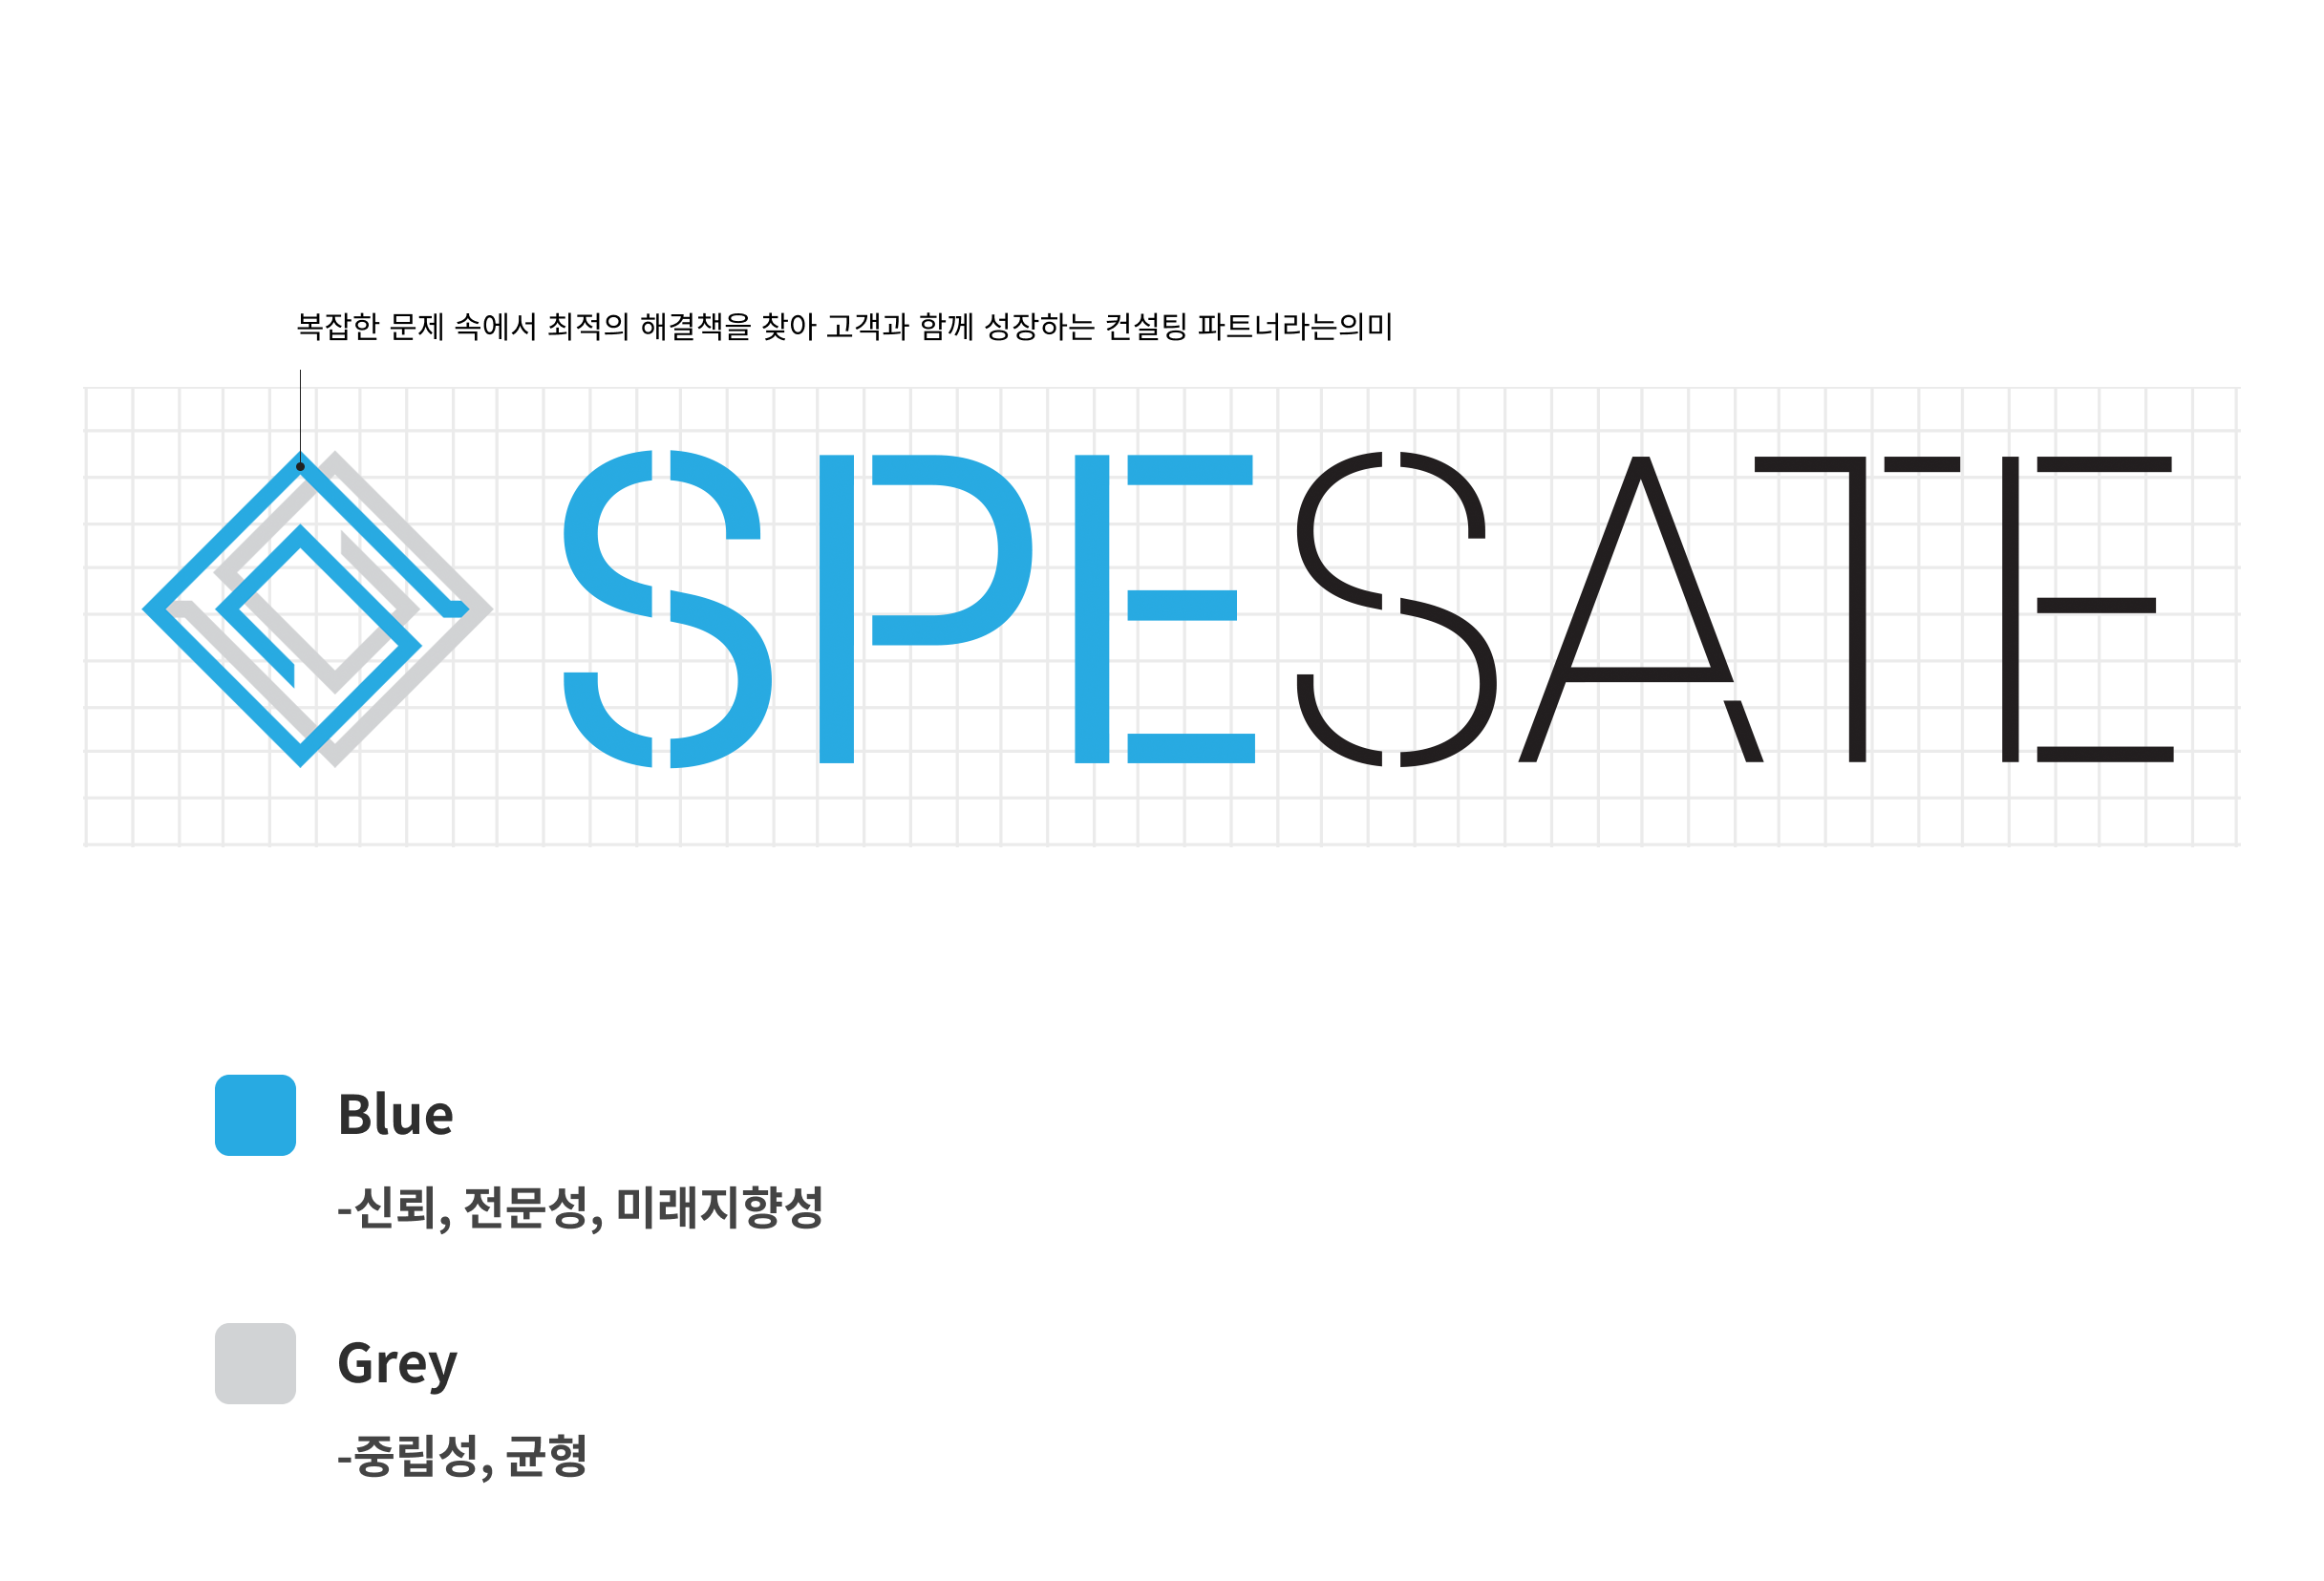 복잡한 문제 속에서 최적의 해결책을 찾아 고객과 함께 성장하는 컨설팅 파트너라는의미
SPESATE
Blue
-신뢰, 전문성, 미래지향성
Grey
-중립성, 균형